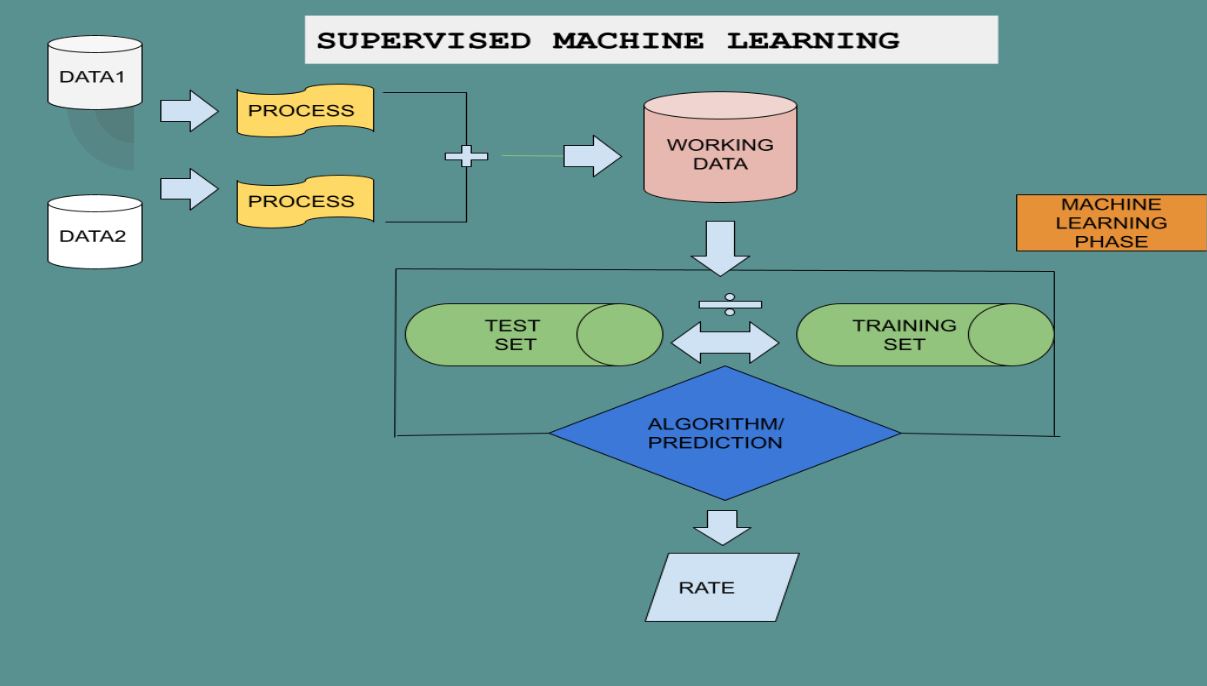 SUPERVISED MACHINE LEARNING
DATA1
PROCESS
WORKING
DATA
PROCESS
DATA2
MACHINE
LEARNING
PHASE
TEST
SET
TRAINING
SET
ALGORITHM/
PREDICTION
RATE